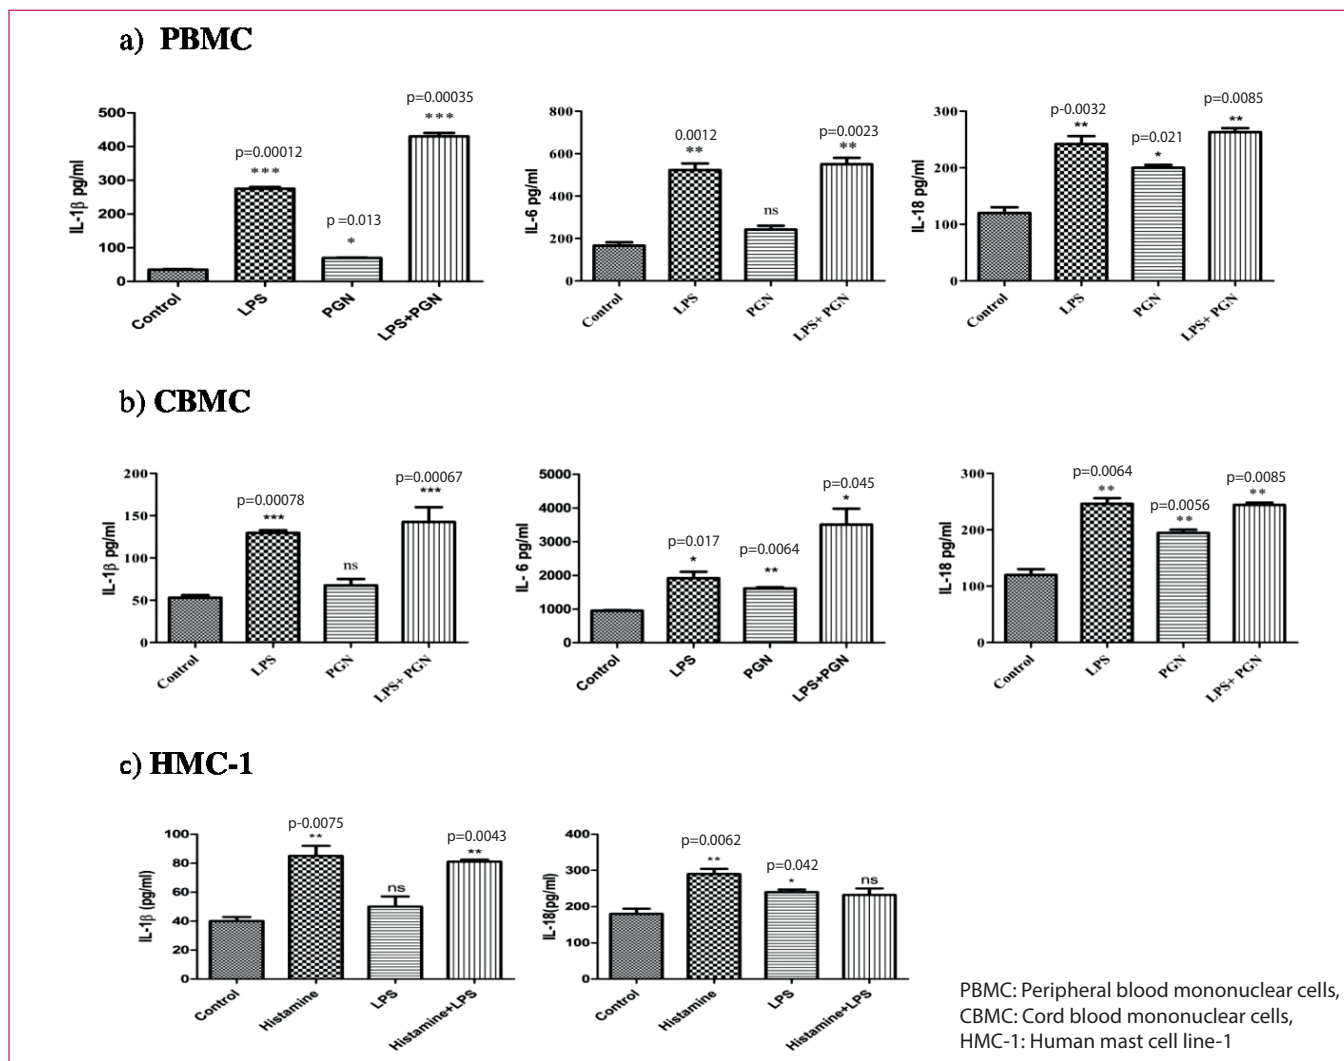 a) PBMC
IL-1β pg/ml
500
400
300
200
100
0
p=0.00012
***
p =0.013
*
p=0.00035
***
Control
LPS
PGN
LPS+PGN
IL-6 pg/ml
800
600
400
200
0
0.0012
**
ns
p=0.0023
**
Control
LPS
PGN
LPS+ PGN
IL-18 pg/ml
300
200
100
0
p-0.0032
**
p=0.021
*
p=0.0085
**
Control
LPS
PGN
LPS+ PGN
b) CBMC
IL-1β pg/ml
200
150
100
50
0
p=0.00078
***
ns
p=0.00067
***
Control
LPS
PGN
LPS+ PGN
IL- 6 pg/ml
5000
4000
3000
2000
1000
0
p=0.017
*
p=0.0064
**
p=0.045
*
Control
LPS
PGN
LPS+PGN
IL-18 pg/ml
300
200
100
0
p=0.0064
**
p=0.0056
**
p=0.0085
**
Control
LPS
PGN
LPS+ PGN
c) HMC-1
IL-1β (pg/ml)
100
80
60
40
20
0
p-0.0075
**
ns
p=0.0043
**
Control
Histamine
LPS
Histamine+LPS
IL-18(pg/ml)
400
300
200
100
0
p=0.0062
**
p=0.042
*
ns
Control
Histamine
LPS
Histamine+LPS
PBMC: Peripheral blood mononuclear cells,
CBMC: Cord blood mononuclear cells,
HMC-1: Human mast cell line-1